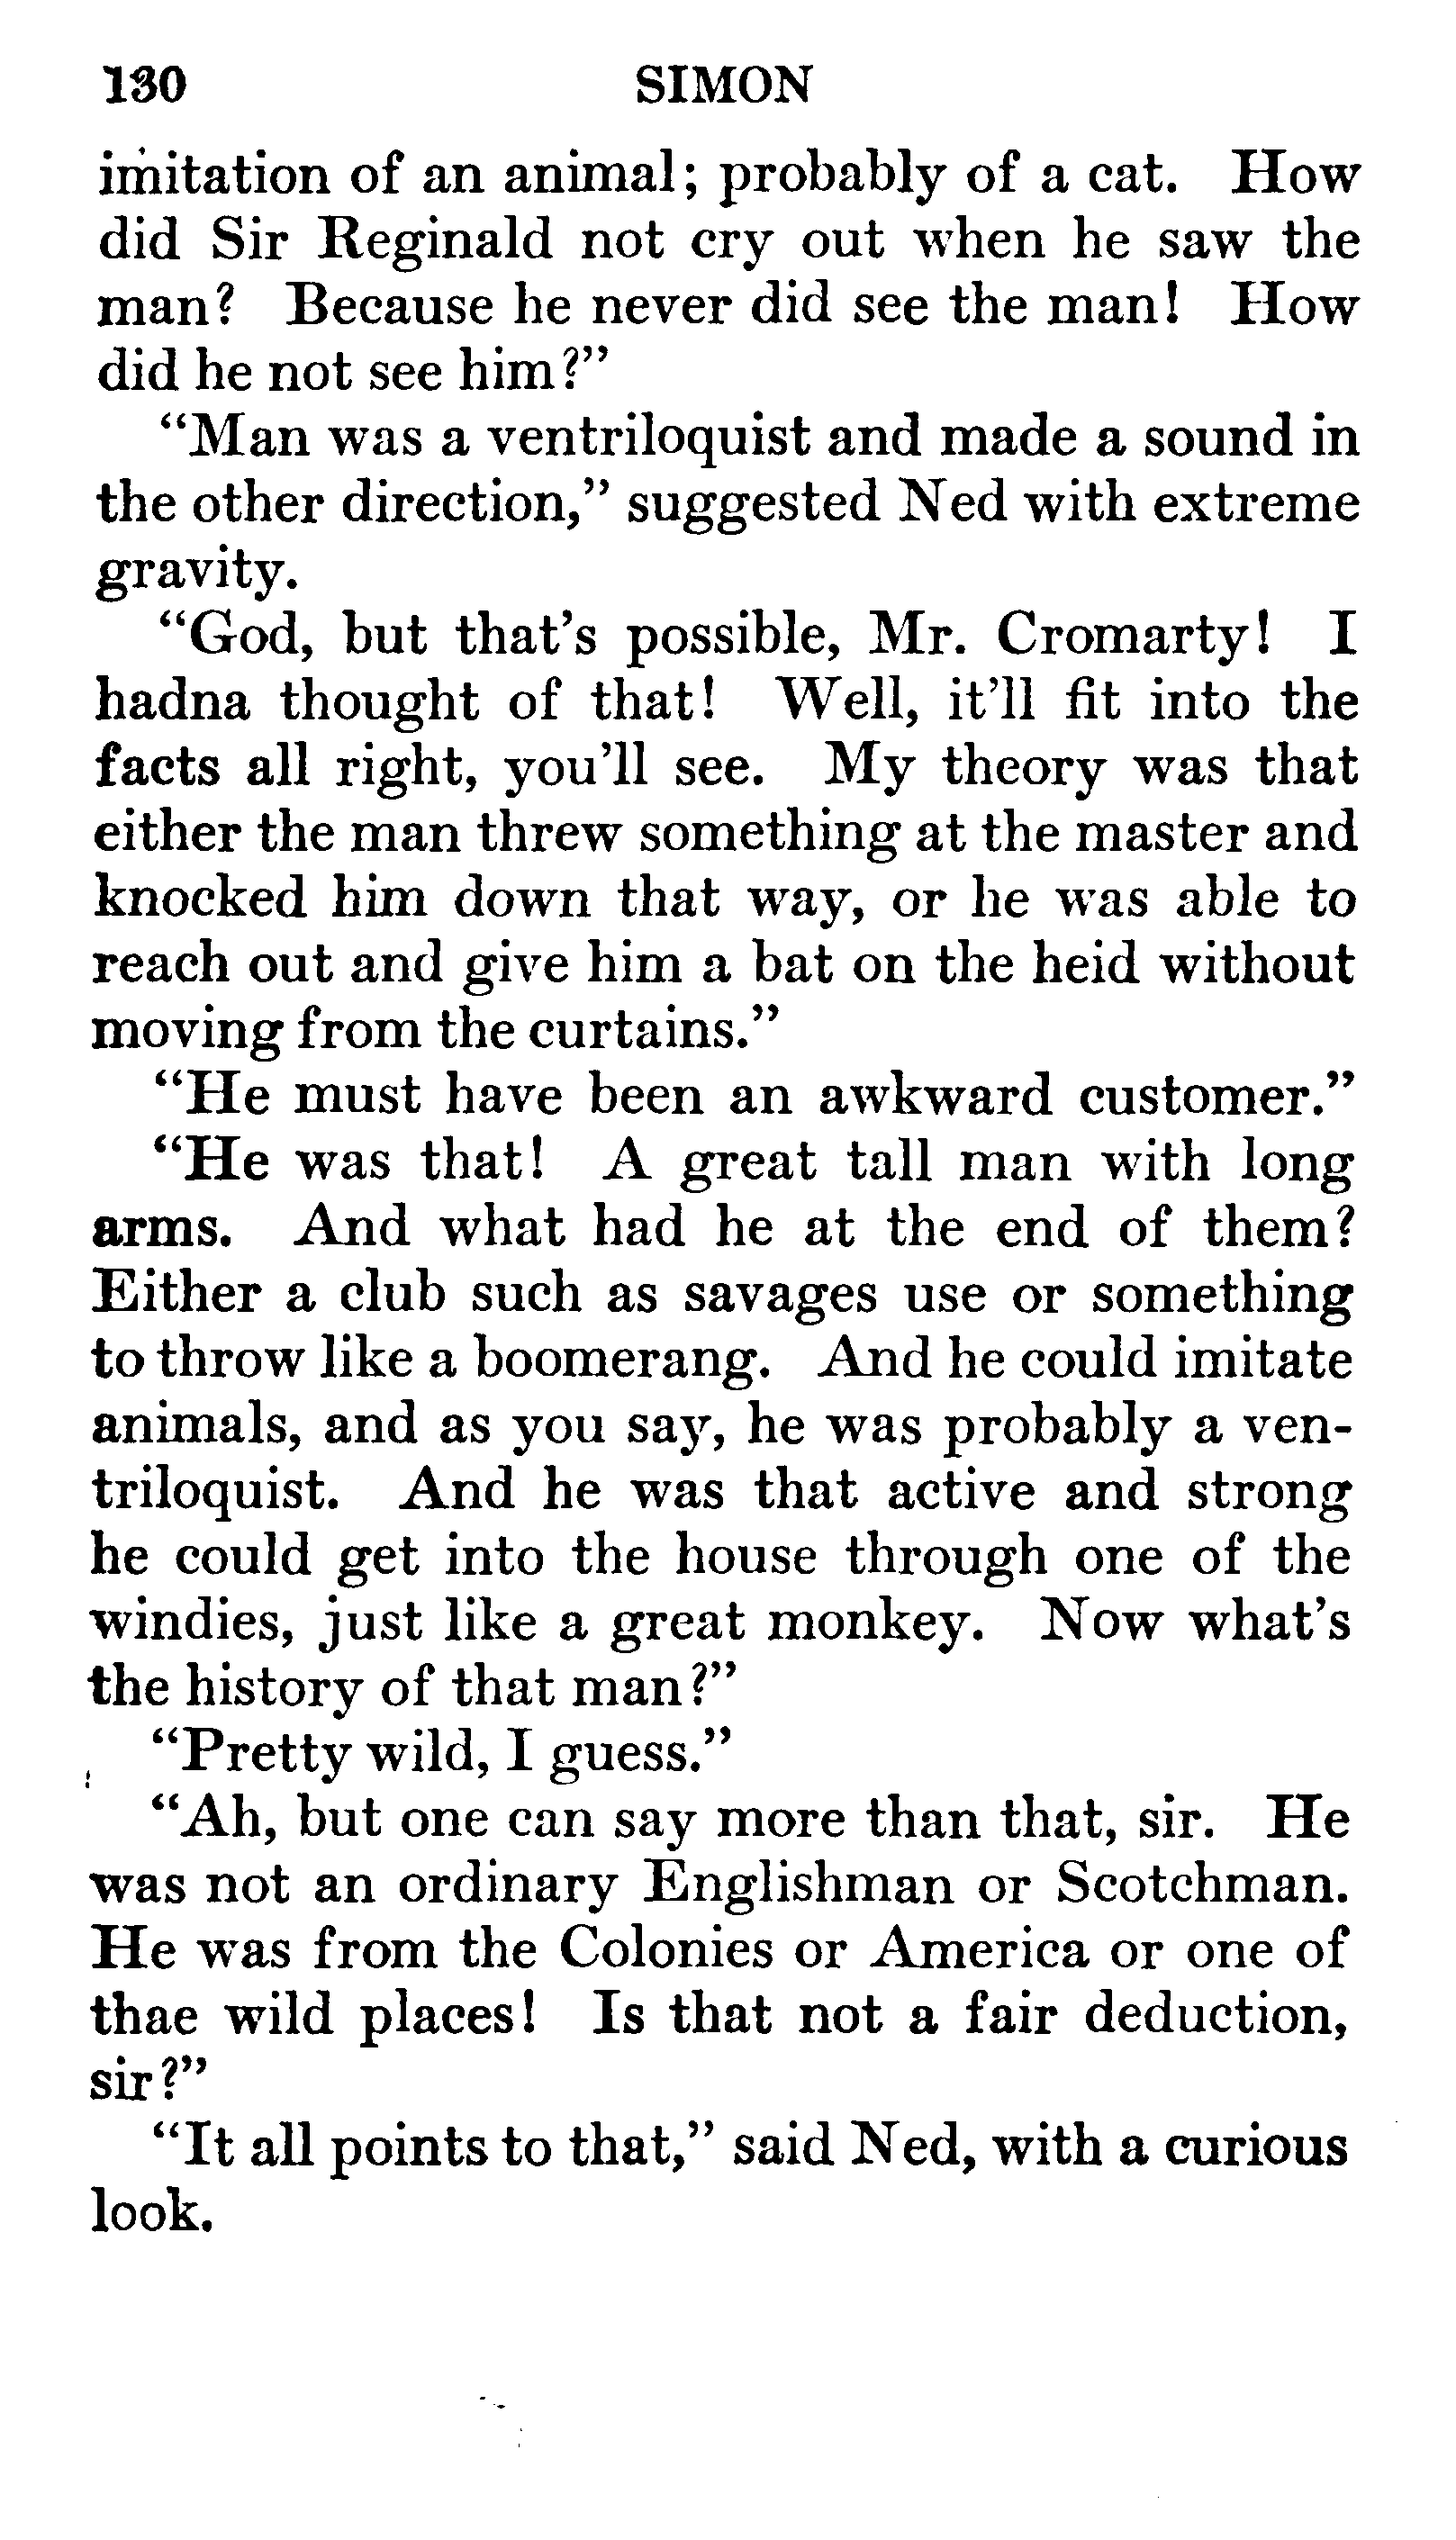 130 SIMON
imitation of an animal; probably of a cat. How
did Sir Reginald not cry out when he saw the
man? Because he never did see the man! How
did he not see him?"
"Man was a ventriloquist and made a sound in
the other direction," suggested Ned with extreme
gravity.
"God, but that's possible, Mr. Cromarty! I
hadna thought of that! Well, it'll fit into the
facts all right, you'll see. My theory was that
either the man threw something at the master and
knocked him down that way, or he was able to
reach out and give him a bat on the heid without
moving from the curtains."
"He must have been an awkward customer."
"He was that! A great tall man with long
arms. And what had he at the end of them?
Either a club such as savages use or something
to throw like a boomerang. And he could imitate
animals, and as you say, he was probably a ven-
triloquist. And he was that active and strong
he could get into the house through one of the
windies, just like a great monkey. Now what's
the history of that man?"
"Pretty wild, I guess."
"Ah, but one can say more than that, sir. He
was not an ordinary Englishman or Scotchman.
He was from the Colonies or America or one of
thae wild places! Is that not a fair deduction,
sir?"
"It all points to that," said Ned, with a curious
look.